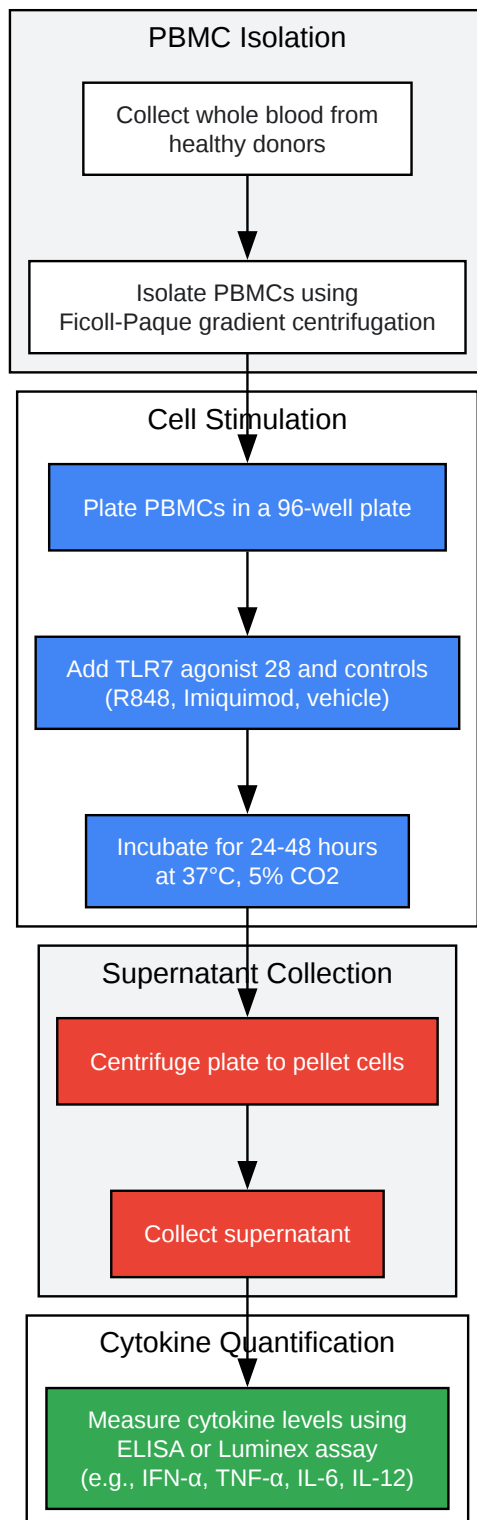 PBMC Isolation
Collect whole blood from
healthy donors
Isolate PBMCs using
Ficoll-Paque gradient centrifugation
Cell Stimulation
Plate PBMCs in a 96-well plate
Add TLR7 agonist 28 and controls
(R848, Imiquimod, vehicle)
Incubate for 24-48 hours
at 37°C, 5% CO2
Supernatant Collection
Centrifuge plate to pellet cells
Collect supernatant
Cytokine Quantification
Measure cytokine levels using
ELISA or Luminex assay
(e.g., IFN-α, TNF-α, IL-6, IL-12)